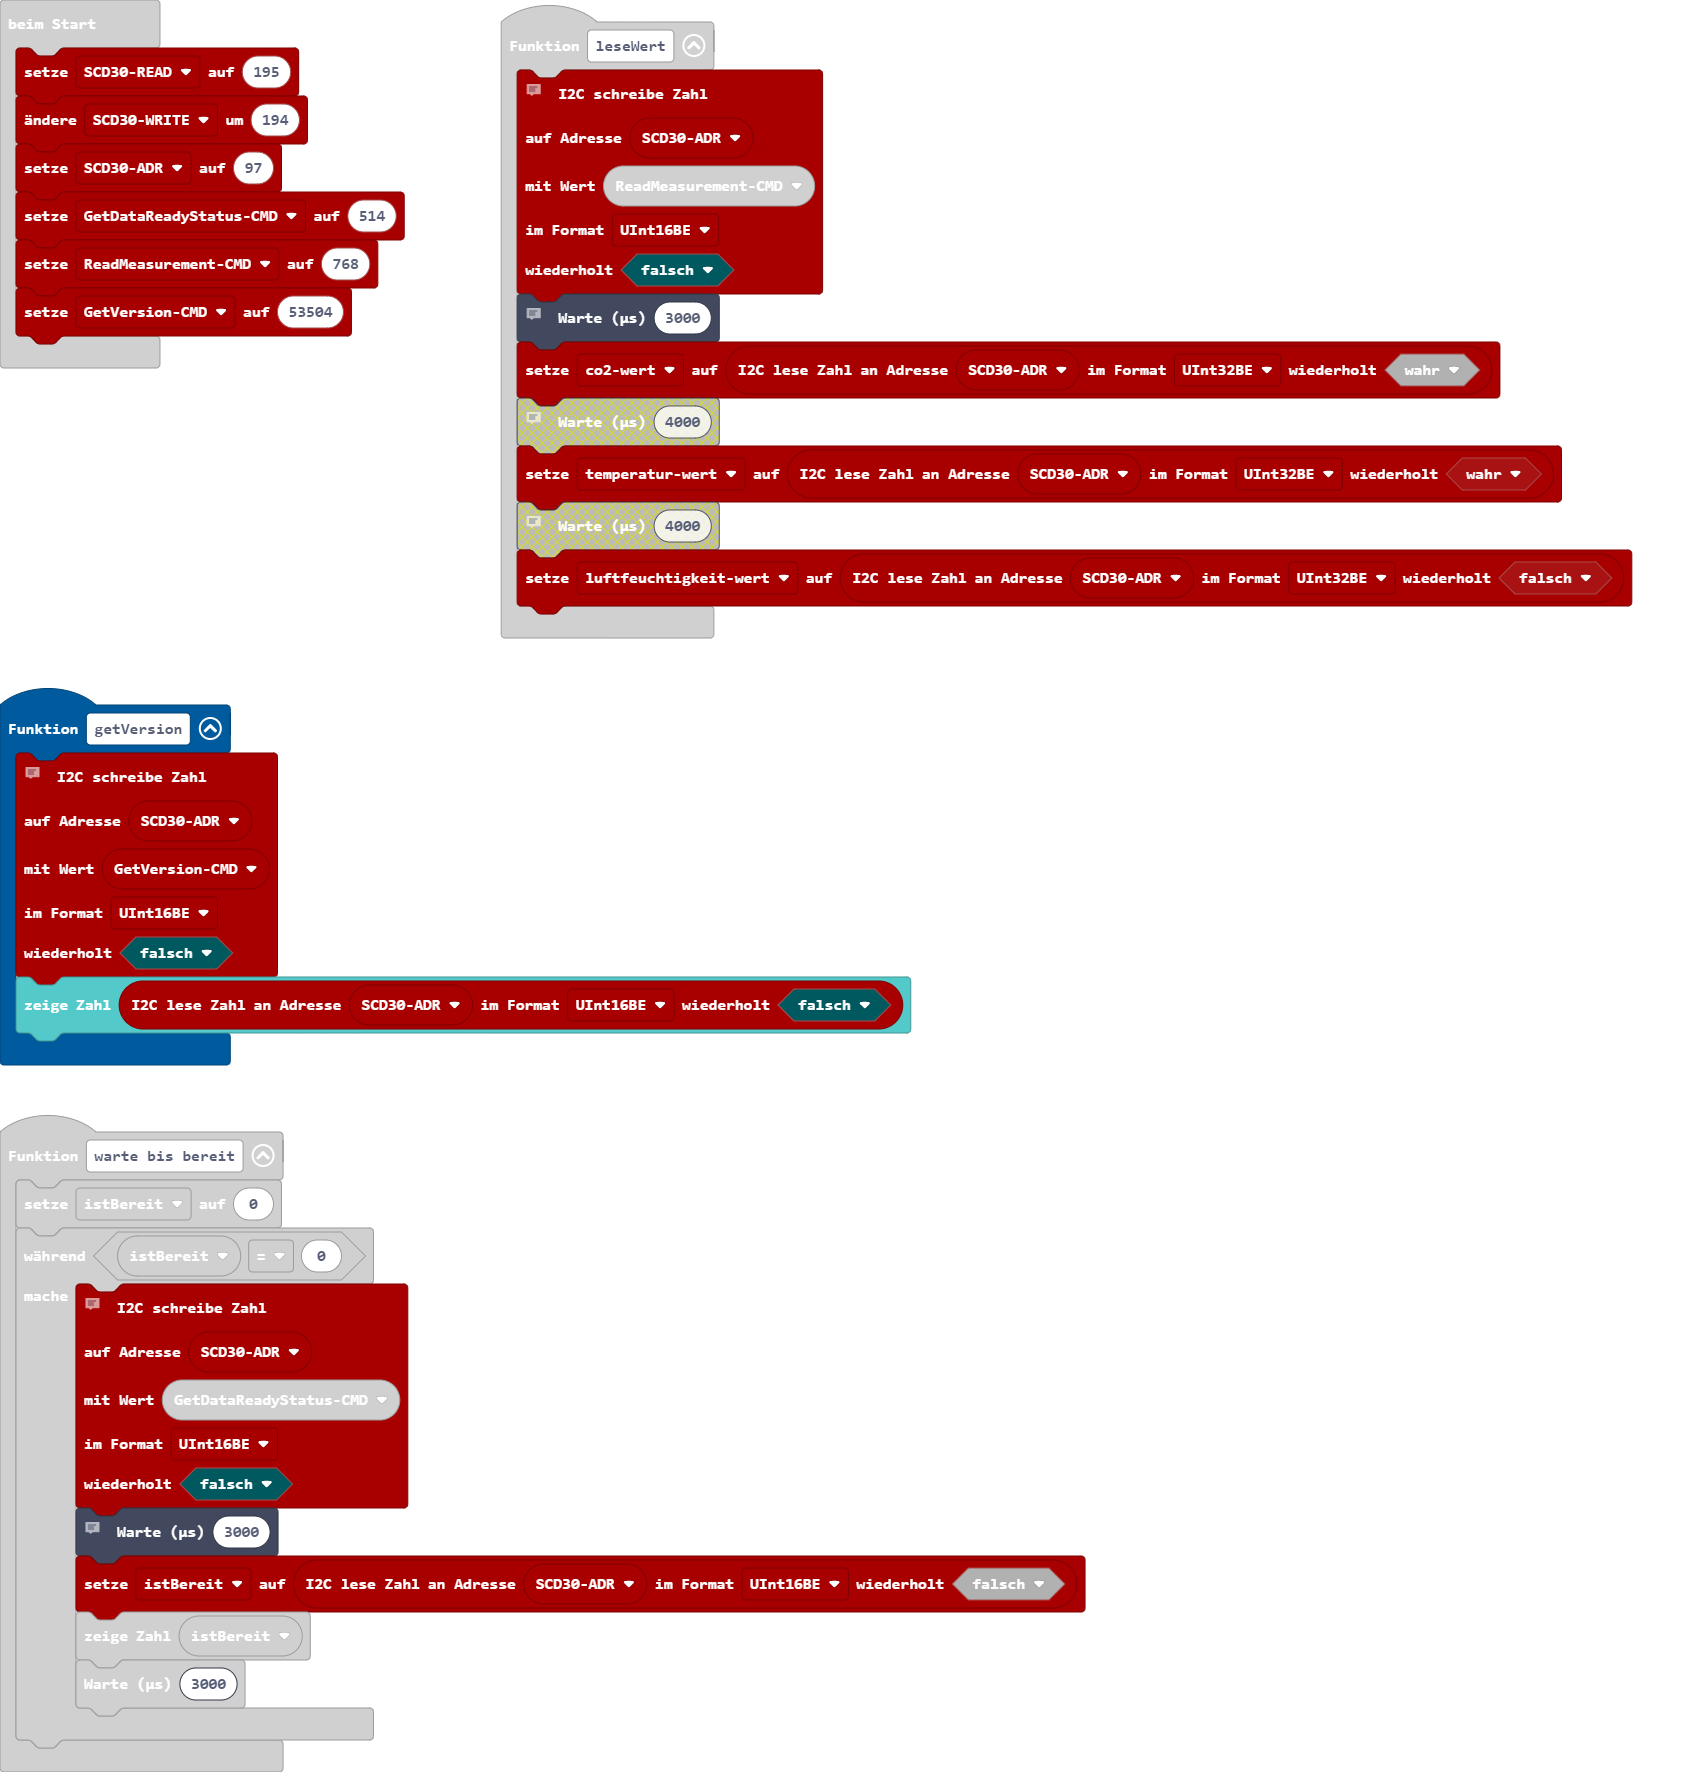 beim Start
setze SCD30-READ auf 195
ändere SCD30-WRITE um 194
setze SCD30-ADR auf 97
setze GetDataReadyStatus-CMD auf 514
setze ReadMeasurement-CMD auf 768
setze GetVersion-CMD auf 53504
Funktion leseWert
I2C schreibe Zahl
auf Adresse SCD30-ADR
mit Wert ReadMeasurement-CMD
im Format UInt16BE
wiederholt falsch
Warte (µs) 3000
setze co2-wert auf I2C lese Zahl an Adresse SCD30-ADR im Format UInt32BE wiederholt wahr
Warte (µs) 4000
setze temperatur-wert auf I2C lese Zahl an Adresse SCD30-ADR im Format UInt32BE wiederholt wahr
Warte (µs) 4000
setze luftfeuchtigkeit-wert auf I2C lese Zahl an Adresse SCD30-ADR im Format UInt32BE wiederholt falsch
Funktion getVersion
I2C schreibe Zahl
auf Adresse SCD30-ADR
mit Wert GetVersion-CMD
im Format UInt16BE
wiederholt falsch
zeige Zahl I2C lese Zahl an Adresse SCD30-ADR im Format UInt16BE wiederholt falsch
Funktion warte bis bereit
setze istBereit auf 0
während istBereit = 0
mache
I2C schreibe Zahl
auf Adresse SCD30-ADR
mit Wert GetDataReadyStatus-CMD
im Format UInt16BE
wiederholt falsch
Warte (µs) 3000
setze istBereit auf I2C lese Zahl an Adresse SCD30-ADR im Format UInt16BE wiederholt falsch
zeige Zahl istBereit
Warte (µs) 3000